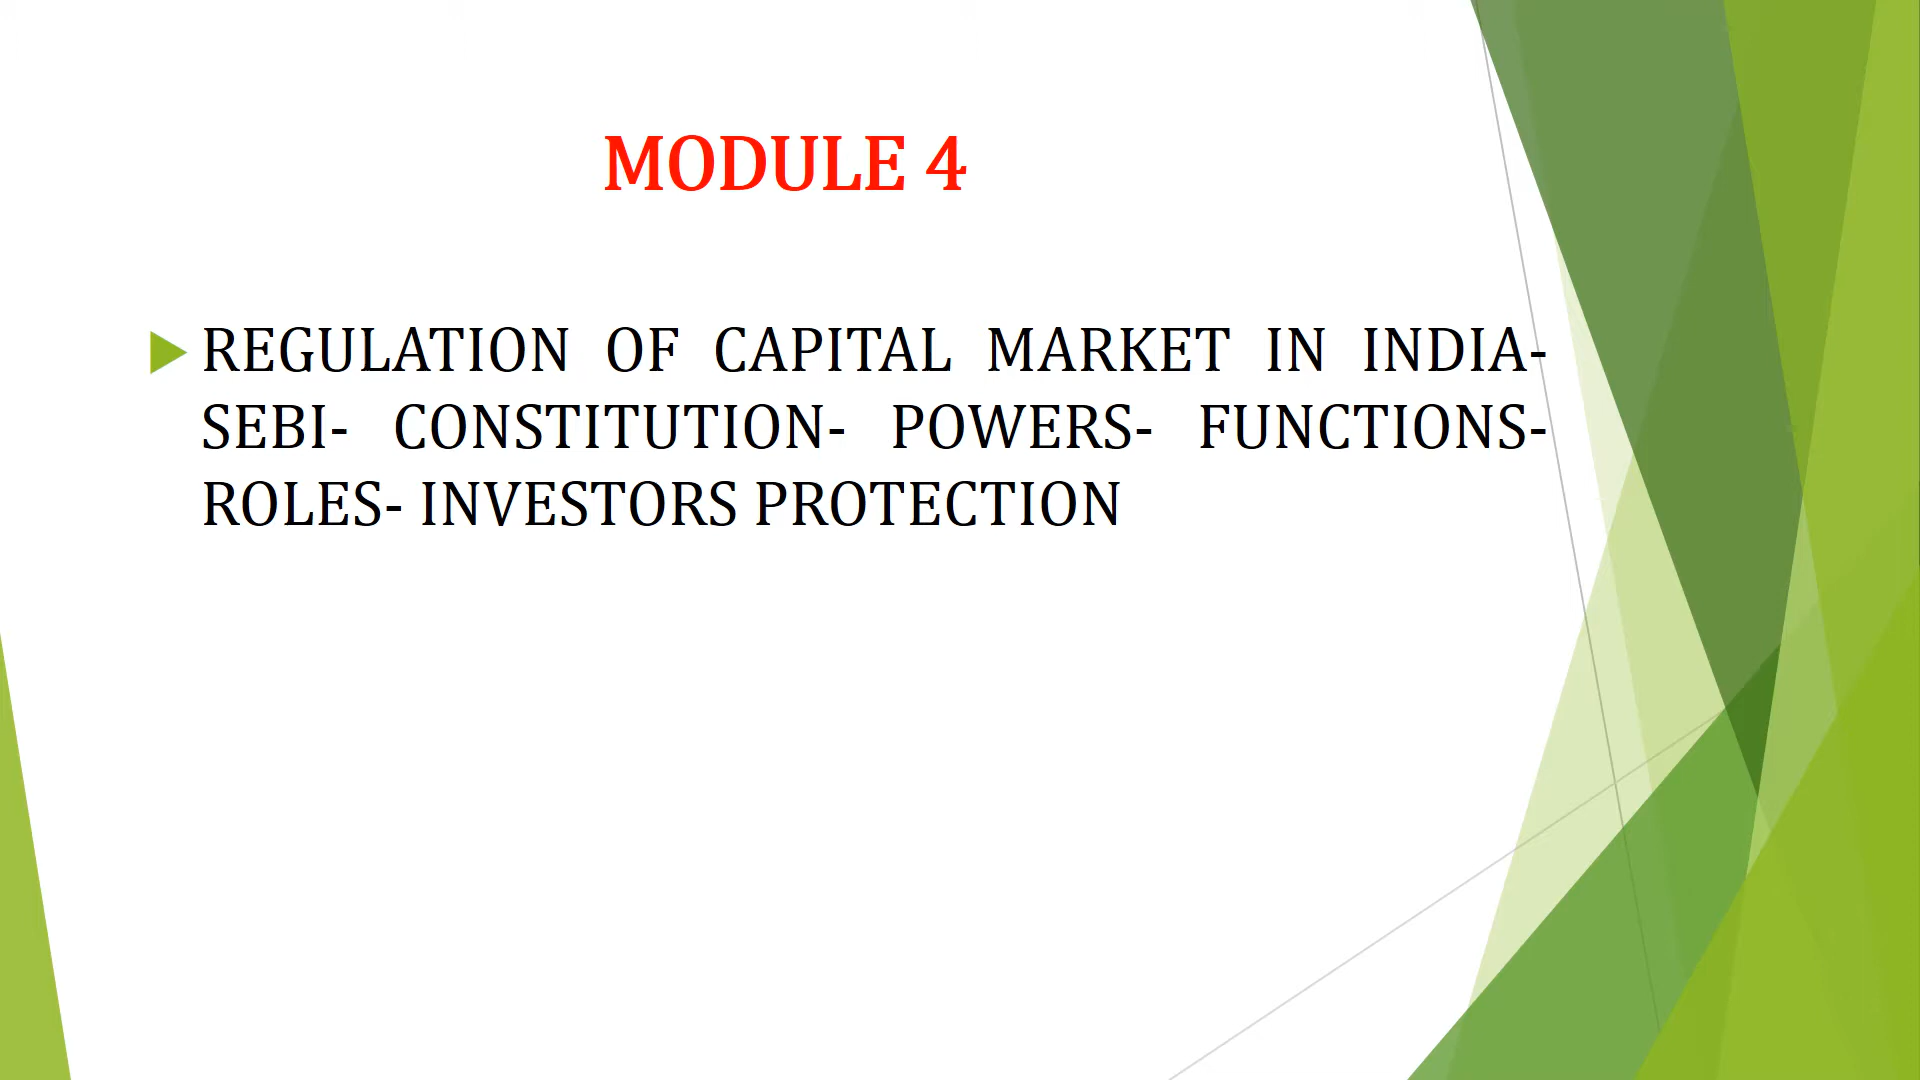 MODULE 4
REGULATION OF CAPITAL MARKET IN INDIA-
SEBI- CONSTITUTION- POWERS- FUNCTIONS-
ROLES- INVESTORS PROTECTION